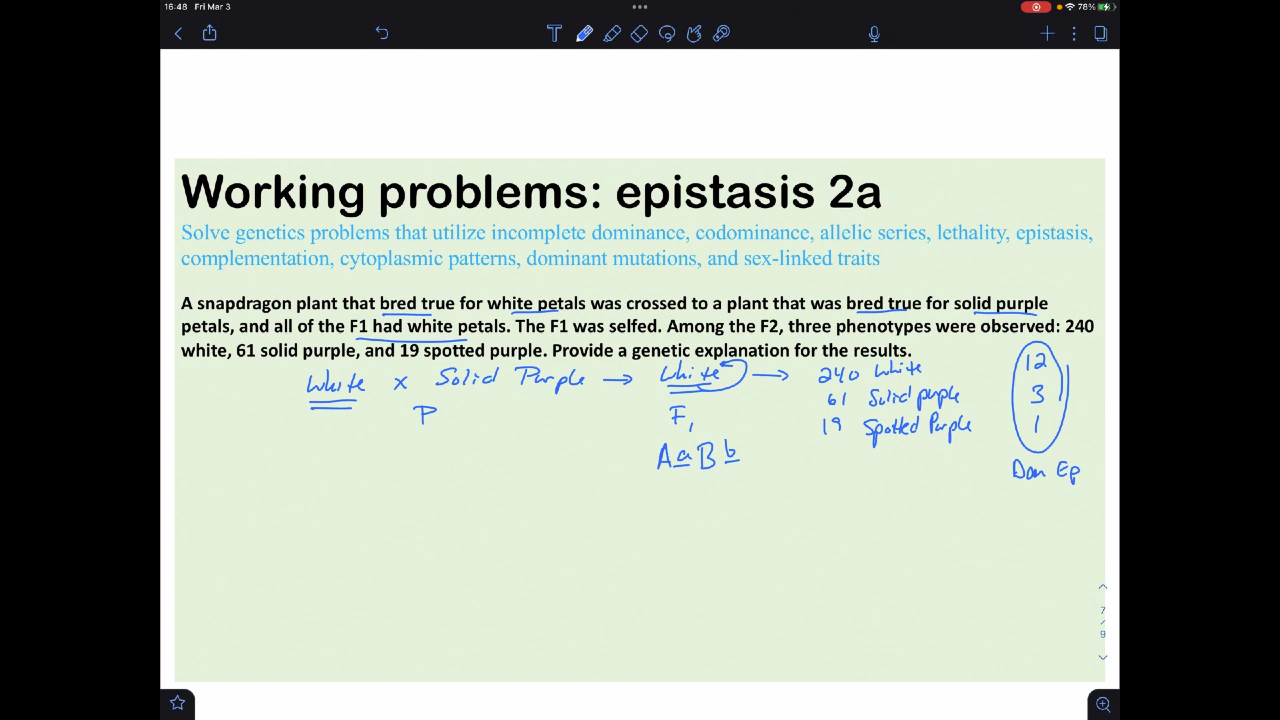 16:48 Fri Mar 3
78%
T
Working problems: epistasis 2a
Solve genetics problems that utilize incomplete dominance, codominance, allelic series, lethality, epistasis,
complementation, cytoplasmic patterns, dominant mutations, and sex-linked traits
A snapdragon plant that bred true for white petals was crossed to a plant that was bred true for solid purple
petals, and all of the F1 had white petals. The F1 was selfed. Among the F2, three phenotypes were observed: 240
white, 61 solid purple, and 19 spotted purple. Provide a genetic explanation for the results.
White x Solid Purple → White → 240 White 12
61 Solid purple 3
P F1 19 Spotted Purple 1
AaBb
Dom Ep
7
/
9